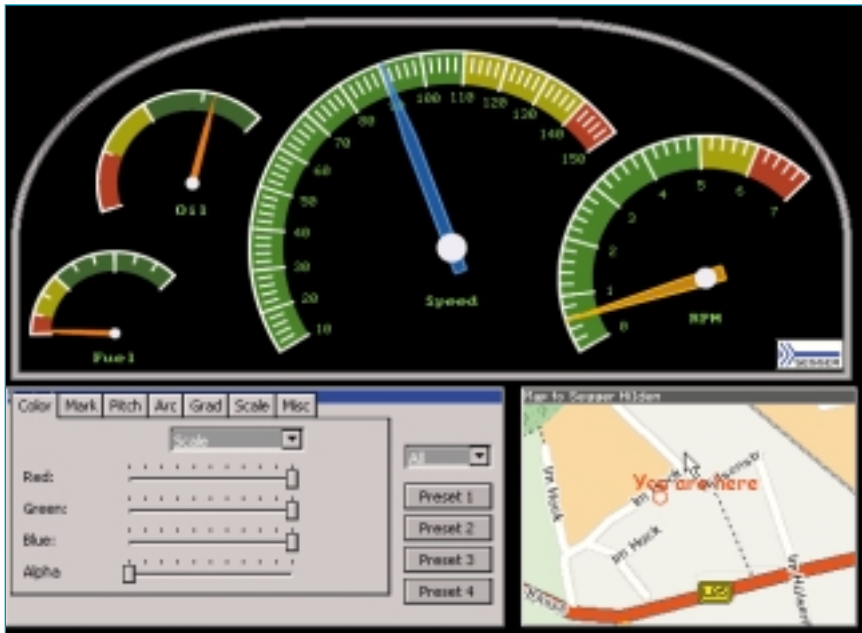 100 110
90 120
80 130
70 140
60 150
50
Oil
40
30
20
10
Speed
5
4 6
3 7
2
1
0
RPM
Fuel
SEGGER
Map to Segger Hilden
Color Mark Pitch Arc Grad Scale Misc
Scale
All
Red:
Green:
Blue:
Alpha
Preset 1
Preset 2
Preset 3
Preset 4
You are here
Im Hock
Im Hock